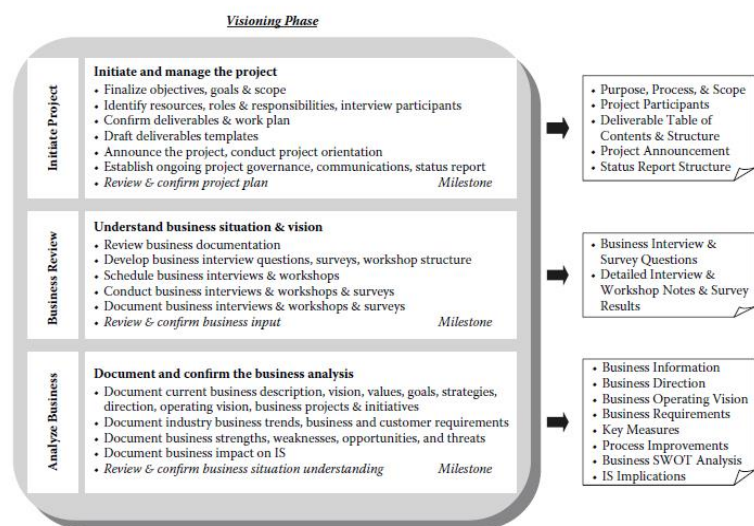 Visioning Phase
Initiate Project
Initiate and manage the project
• Finalize objectives, goals & scope
• Identify resources, roles & responsibilities, interview participants
• Confirm deliverables & work plan
• Draft deliverables templates
• Announce the project, conduct project orientation
• Establish ongoing project governance, communications, status report
• Review & confirm project plan Milestone
• Purpose, Process, & Scope
• Project Participants
• Deliverable Table of
Contents & Structure
• Project Announcement
• Status Report Structure
Business Review
Understand business situation & vision
• Review business documentation
• Develop business interview questions, surveys, workshop structure
• Schedule business interviews & workshops
• Conduct business interviews & workshops & surveys
• Document business interviews & workshops & surveys
• Review & confirm business input Milestone
• Business Interview &
Survey Questions
• Detailed Interview &
Workshop Notes & Survey
Results
Analyze Business
Document and confirm the business analysis
• Document current business description, vision, values, goals, strategies,
direction, operating vision, business projects & initiatives
• Document industry business trends, business and customer requirements
• Document business strengths, weaknesses, opportunities, and threats
• Document business impact on IS
• Review & confirm business situation understanding Milestone
• Business Information
• Business Direction
• Business Operating Vision
• Business Requirements
• Key Measures
• Process Improvements
• Business SWOT Analysis
• IS Implications